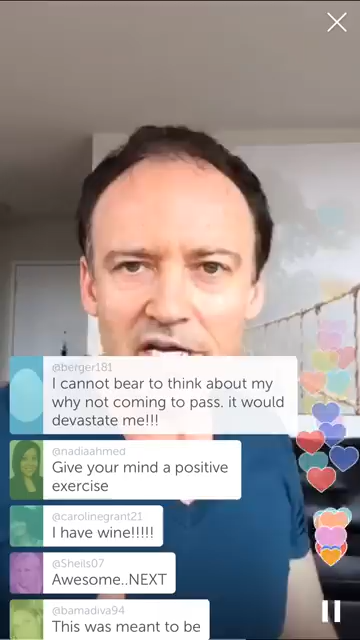 @berger181
I cannot bear to think about my
why not coming to pass. it would
devastate me!!!
@nadiaahmed
Give your mind a positive
exercise
@carolinegrant21
I have wine!!!!!
@Sheils07
Awesome..NEXT
@bamadiva94
This was meant to be